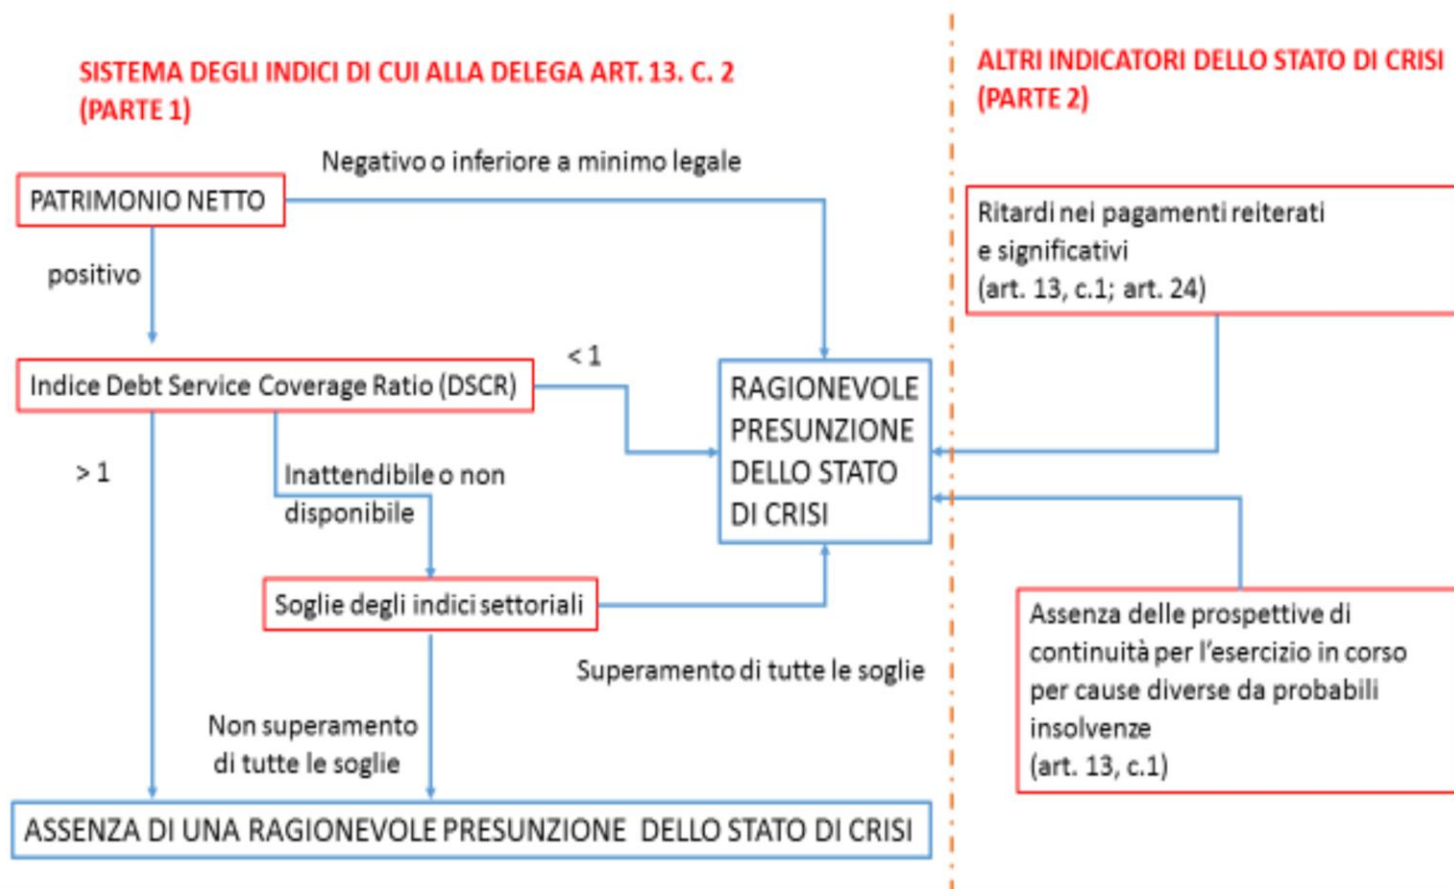 SISTEMA DEGLI INDICI DI CUI ALLA DELEGA ART. 13. C. 2
(PARTE 1)
Negativo o inferiore a minimo legale
PATRIMONIO NETTO
positivo
< 1
Indice Debt Service Coverage Ratio (DSCR)
> 1
Inattendibile o non
disponibile
RAGIONEVOLE
PRESUNZIONE
DELLO STATO
DI CRISI
Soglie degli indici settoriali
Superamento di tutte le soglie
Non superamento
di tutte le soglie
ASSENZA DI UNA RAGIONEVOLE PRESUNZIONE DELLO STATO DI CRISI
ALTRI INDICATORI DELLO STATO DI CRISI
(PARTE 2)
Ritardi nei pagamenti reiterati
e significativi
(art. 13, c.1; art. 24)
Assenza delle prospettive di
continuità per l'esercizio in corso
per cause diverse da probabili
insolvenze
(art. 13, c.1)